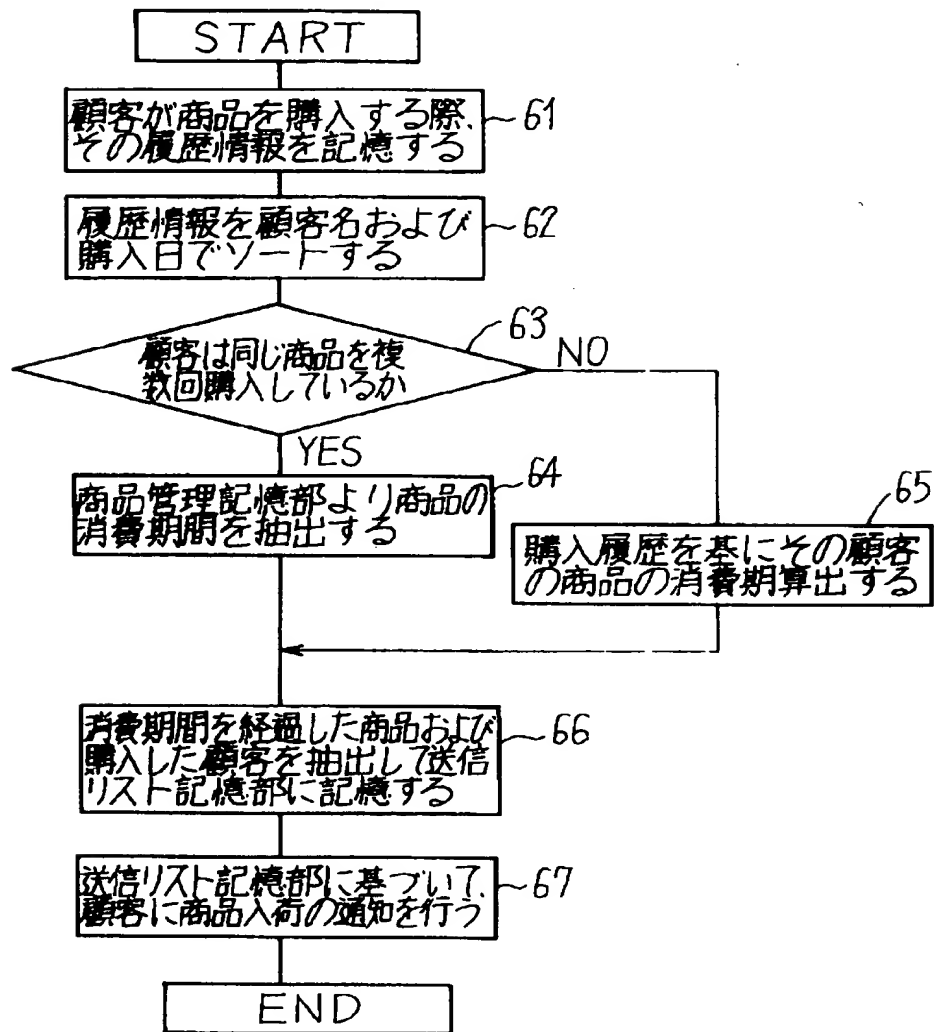 START
顧客が商品を購入する際、
その履歴情報を記憶する
61
履歴情報を顧客名および
購入日でソートする
62
63
顧客は同じ商品を複
数回購入しているか
NO
YES
64
商品管理記憶部より商品の
消費期間を抽出する
65
購入履歴を基にその顧客
の商品の消費期算出する
消費期間を経過した商品および
購入した顧客を抽出して送信
リスト記憶部に記憶する
66
送信リスト記憶部に基づいて、
顧客に商品入荷の通知を行う
67
END